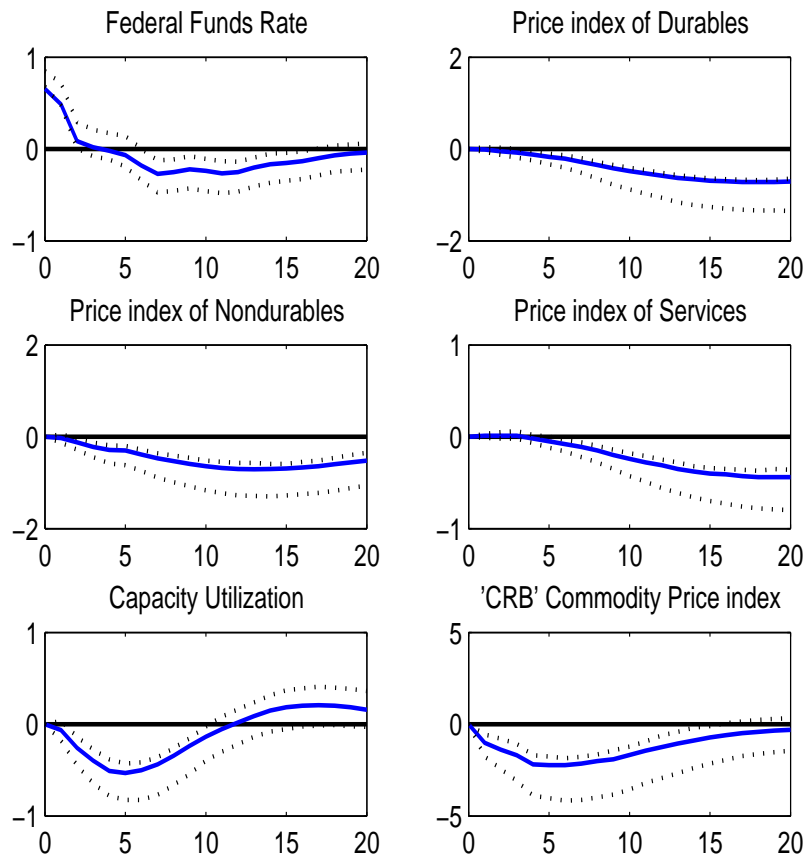 Federal Funds Rate
1
0
−1
0 5 10 15 20
Price index of Durables
2
0
−2
0 5 10 15 20
Price index of Nondurables
2
0
−2
0 5 10 15 20
Price index of Services
1
0
−1
0 5 10 15 20
Capacity Utilization
1
0
−1
0 5 10 15 20
’CRB’ Commodity Price index
5
0
−5
0 5 10 15 20